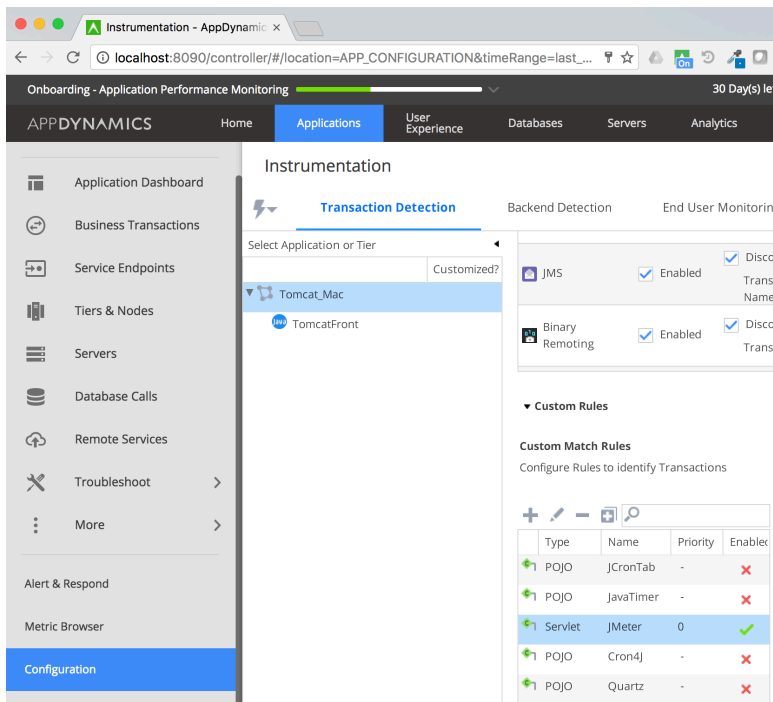 Instrumentation - AppDynamic
localhost:8090/controller/#/location=APP_CONFIGURATION&timeRange=last_...
On
Onboarding - Application Performance Monitoring
30 Day(s) le
APPDYNAMICS
Home
Applications
User Experience
Databases
Servers
Analytics
Application Dashboard
Business Transactions
Service Endpoints
Tiers & Nodes
Servers
Database Calls
Remote Services
Troubleshoot
More
Alert & Respond
Metric Browser
Configuration
Instrumentation
Transaction Detection
Backend Detection
End User Monitorin
Select Application or Tier
Customized?
Tomcat_Mac
Java TomcatFront
JMS
Enabled
Disco
Trans
Name
Binary
Remoting
Enabled
Disco
Trans
Custom Rules
Custom Match Rules
Configure Rules to identify Transactions
Type Name Priority Enabled
POJO JCronTab -
POJO JavaTimer -
Servlet JMeter 0
POJO Cron4J -
POJO Quartz -